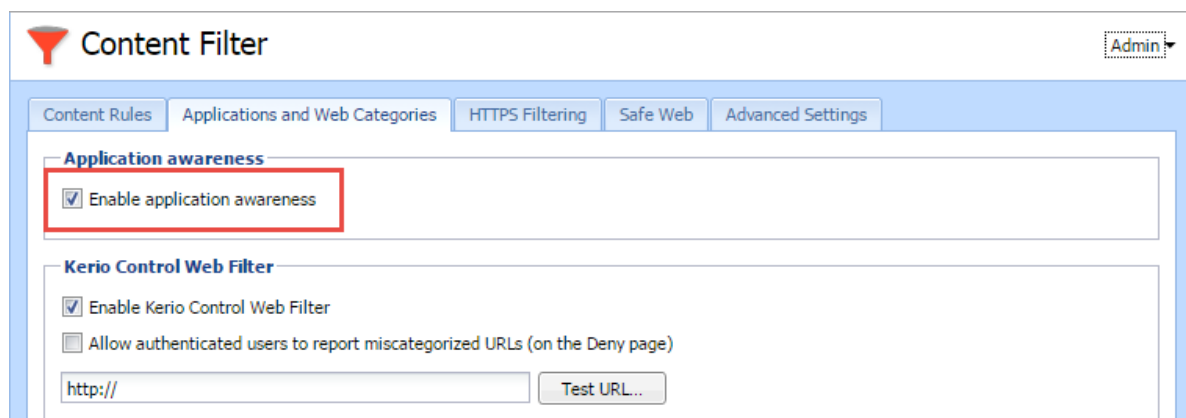 Content Filter
Admin
Content Rules Applications and Web Categories HTTPS Filtering Safe Web Advanced Settings
Application awareness
Enable application awareness
Kerio Control Web Filter
Enable Kerio Control Web Filter
Allow authenticated users to report miscategorized URLs (on the Deny page)
http:// Test URL...